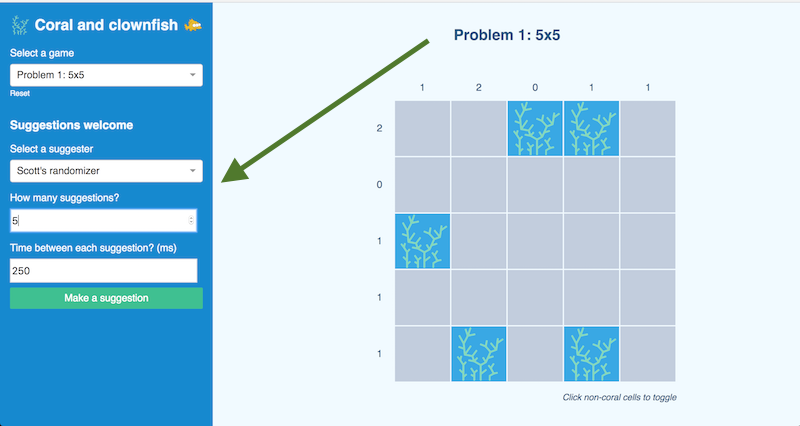 Coral and clownfish
Select a game
Problem 1: 5x5
Reset
Suggestions welcome
Select a suggester
Scott's randomizer
How many suggestions?
5
Time between each suggestion? (ms)
250
Make a suggestion
Problem 1: 5x5
1 2 0 1 1
2
0
1
1
1
Click non-coral cells to toggle